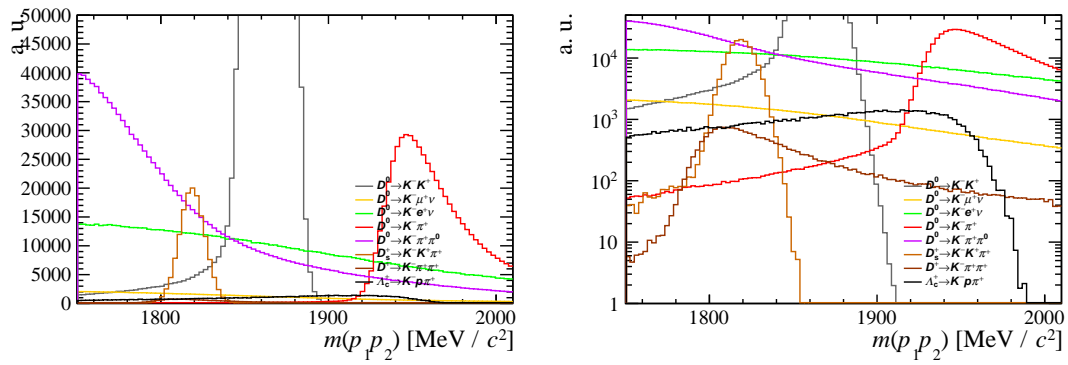 a. u.
50000
45000
40000
35000
30000
25000
20000
15000
10000
5000
0
1800
1900
2000
m(p₁p₂) [MeV / c²]
D⁰→K⁻K⁺
D⁰→K⁻μ⁺ν
D⁰→K⁻e⁺ν
D⁰→K⁻π⁺
D⁰→K⁻π⁺π⁰
Dₛ⁺→K⁻K⁺π⁺
D⁺→K⁻π⁺π⁺
Λ꜀⁺→K⁻pπ⁺
a. u.
10⁴
10³
10²
10
1
1800
1900
2000
m(p₁p₂) [MeV / c²]
D⁰→K⁻K⁺
D⁰→K⁻μ⁺ν
D⁰→K⁻e⁺ν
D⁰→K⁻π⁺
D⁰→K⁻π⁺π⁰
Dₛ⁺→K⁻K⁺π⁺
D⁺→K⁻π⁺π⁺
Λ꜀⁺→K⁻pπ⁺